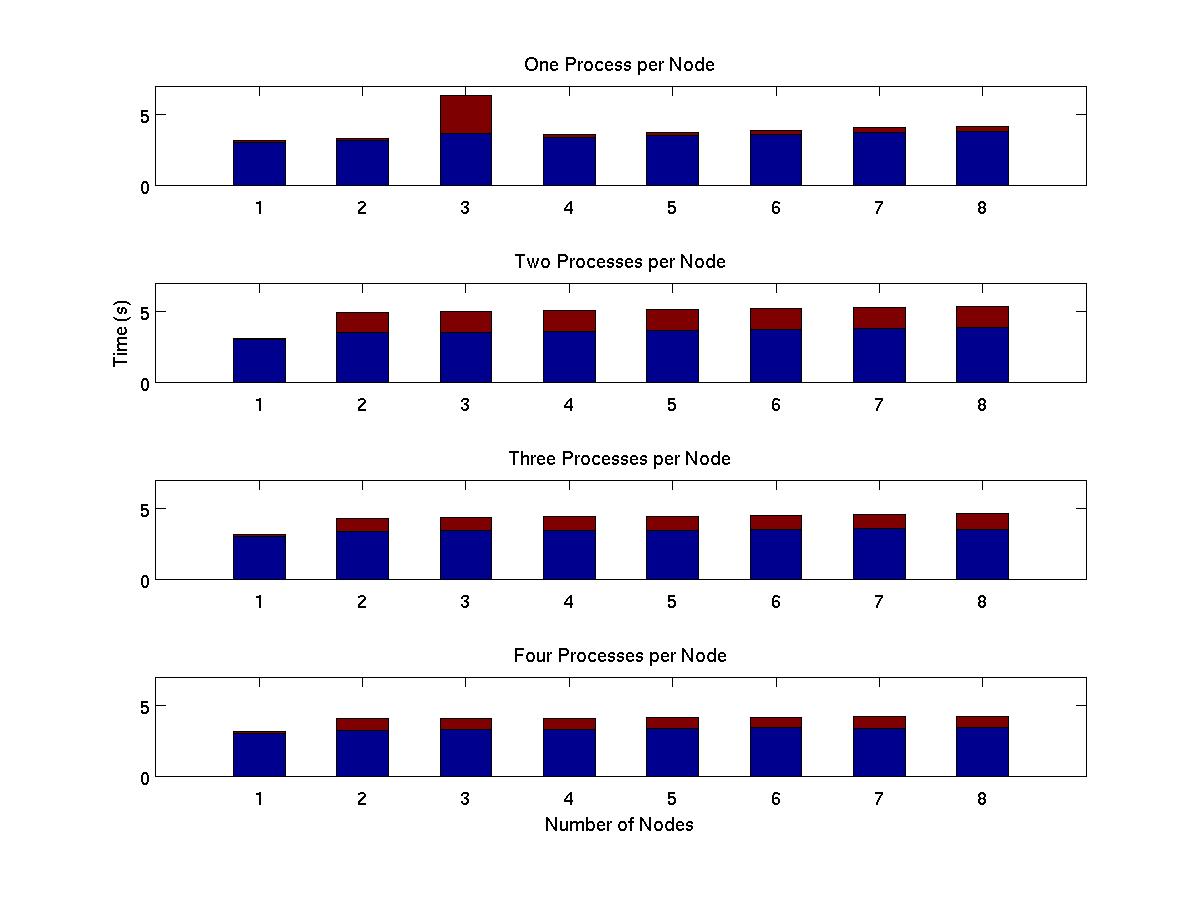 One Process per Node
5
0
1 2 3 4 5 6 7 8
Two Processes per Node
Time (s)
5
0
1 2 3 4 5 6 7 8
Three Processes per Node
5
0
1 2 3 4 5 6 7 8
Four Processes per Node
5
0
1 2 3 4 5 6 7 8
Number of Nodes